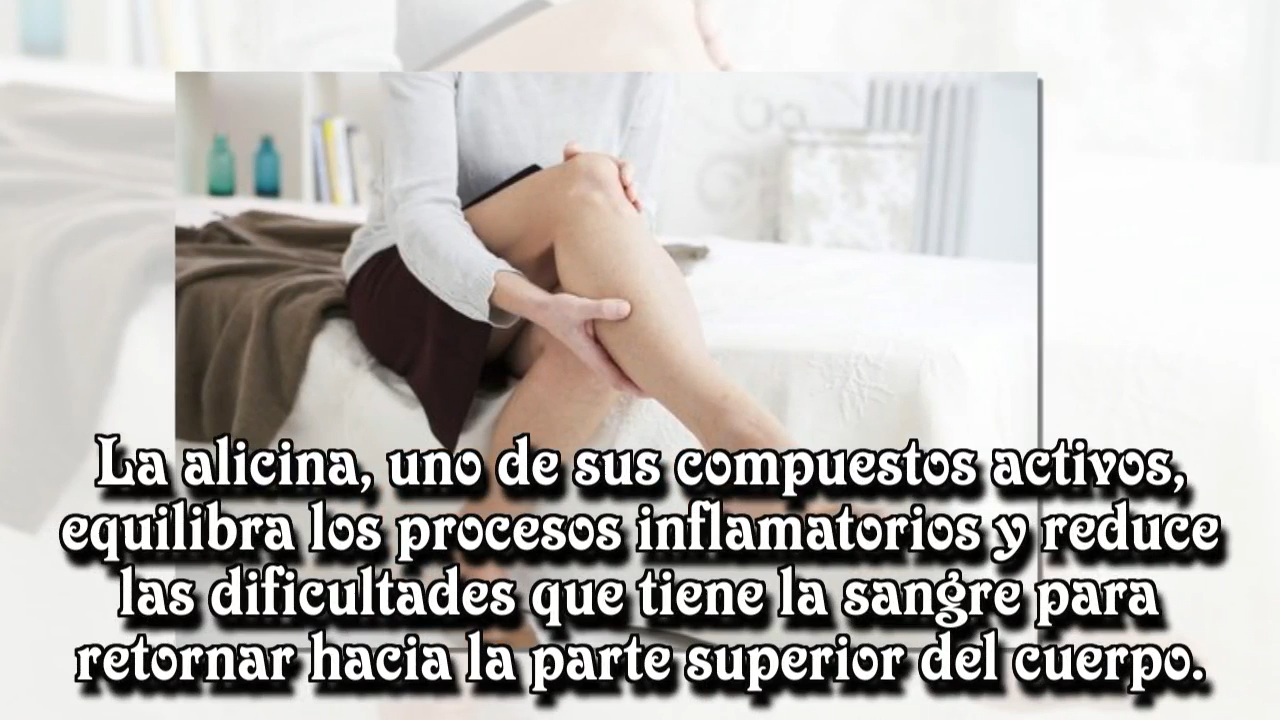 La alicina, uno de sus compuestos activos,
equilibra los procesos inflamatorios y reduce
las dificultades que tiene la sangre para
retornar hacia la parte superior del cuerpo.